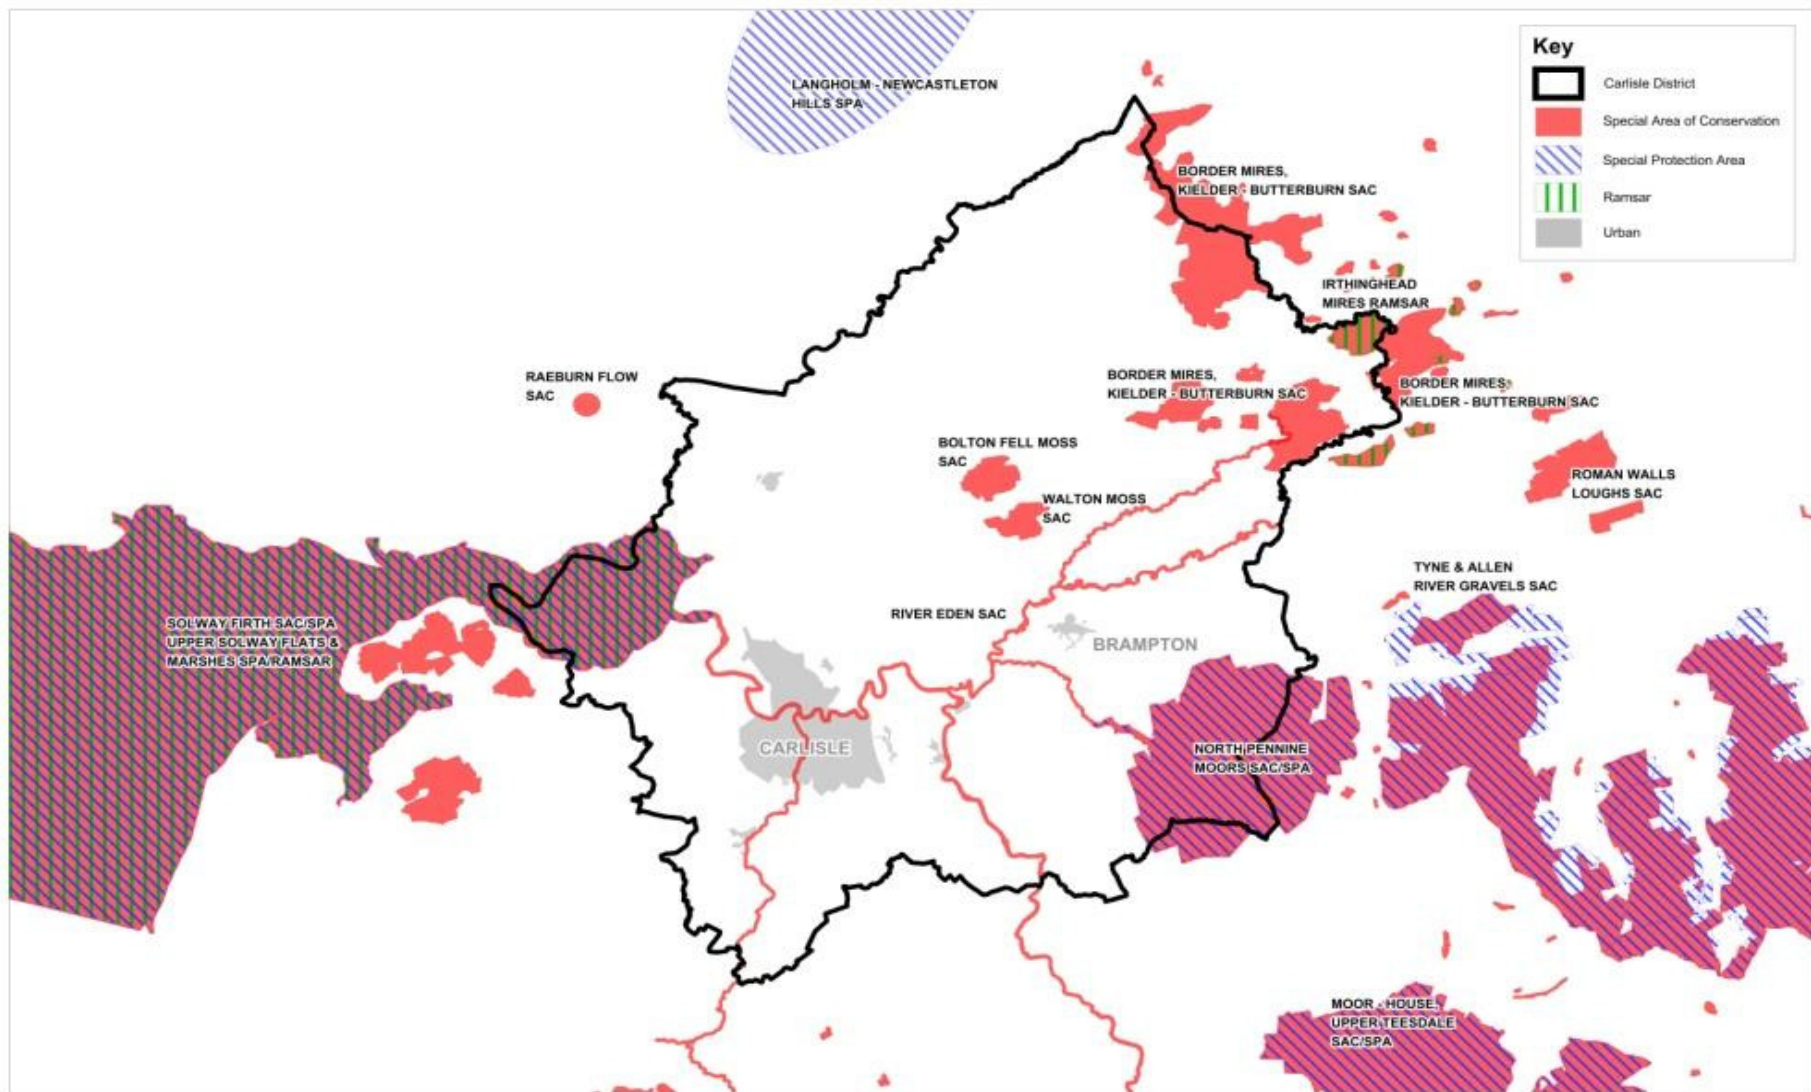 Key
Carlisle District
Special Area of Conservation
Special Protection Area
Ramsar
Urban
LANGHOLM - NEWCASTLETON
HILLS SPA
BORDER MIRES,
KIELDER - BUTTERBURN SAC
IRTHINGHEAD
MIRES RAMSAR
RAEBURN FLOW
SAC
BORDER MIRES,
KIELDER - BUTTERBURN SAC
BORDER MIRES,
KIELDER - BUTTERBURN SAC
BOLTON FELL MOSS
SAC
WALTON MOSS
SAC
ROMAN WALLS
LOUGHS SAC
TYNE & ALLEN
RIVER GRAVELS SAC
RIVER EDEN SAC
SOLWAY FIRTH SAC/SPA
UPPER SOLWAY FLATS &
MARSHES SPA/RAMSAR
BRAMPTON
CARLISLE
NORTH PENNINE
MOORS SAC/SPA
MOOR - HOUSE,
UPPER TEESDALE
SAC/SPA